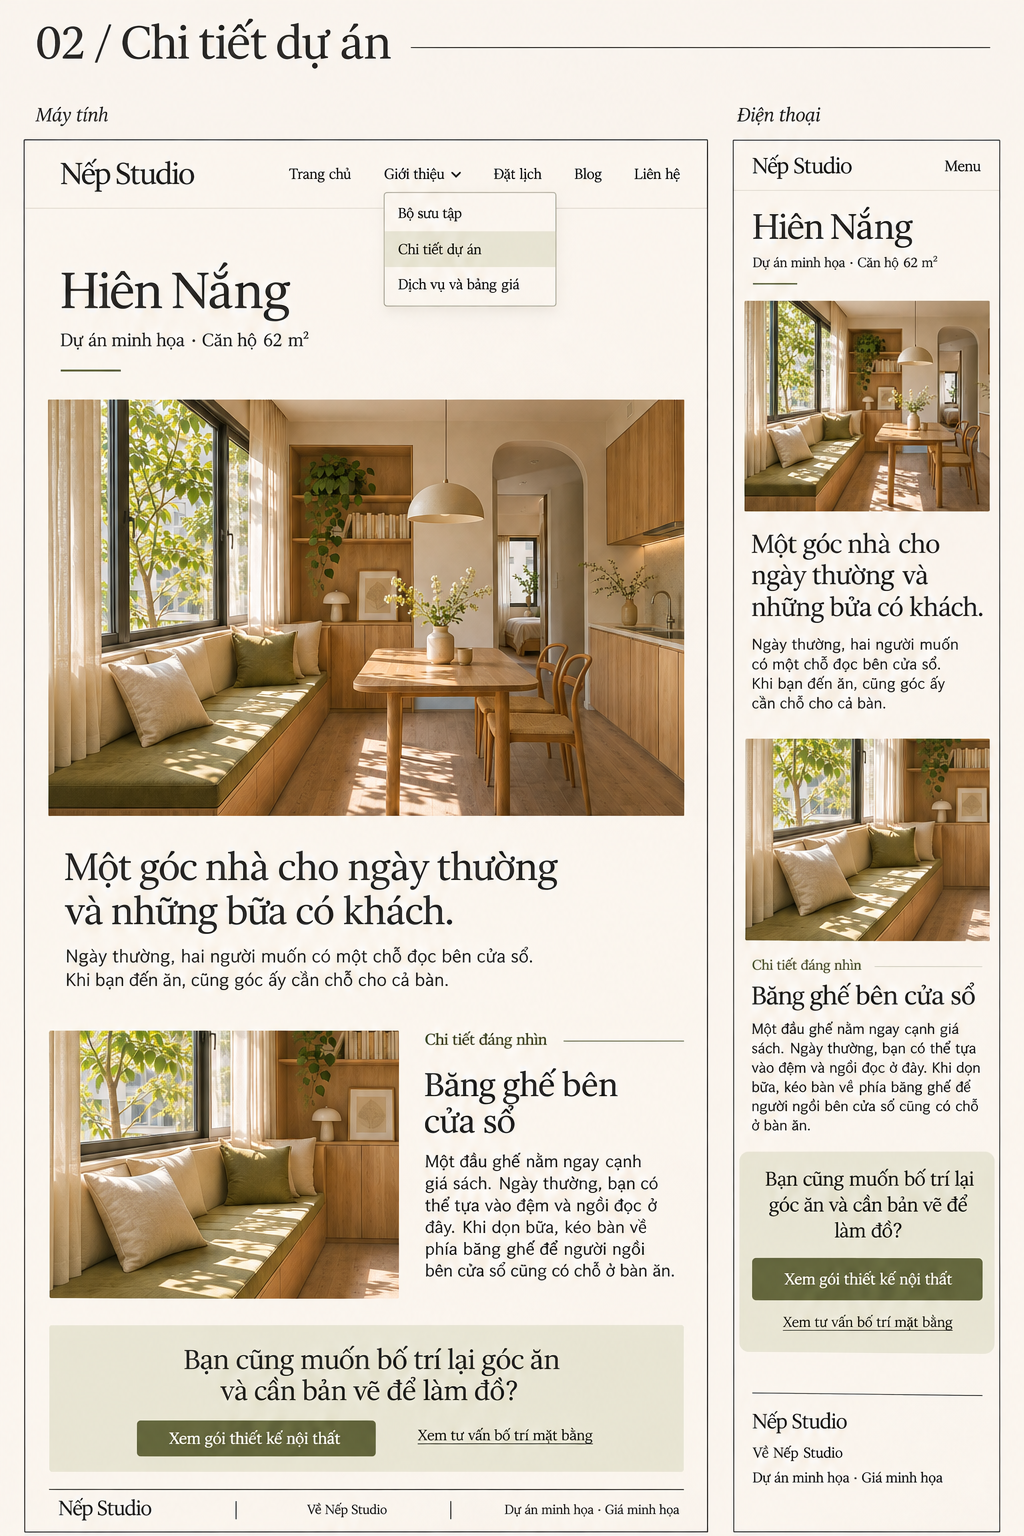 02 / Chi tiết dự án
Máy tính
Nếp Studio
Trang chủ
Giới thiệu
Đặt lịch
Blog
Liên hệ
Bộ sưu tập
Chi tiết dự án
Dịch vụ và bảng giá
Hiên Nắng
Dự án minh họa · Căn hộ 62 m²
Một góc nhà cho ngày thường
và những bữa có khách.
Ngày thường, hai người muốn có một chỗ đọc bên cửa sổ.
Khi bạn đến ăn, cũng góc ấy cần chỗ cho cả bàn.
Chi tiết đáng nhìn
Băng ghế bên
cửa sổ
Một đầu ghế nằm ngay cạnh
giá sách. Ngày thường, bạn có
thể tựa vào đệm và ngồi đọc ở
đây. Khi dọn bữa, kéo bàn về
phía băng ghế để người ngồi
bên cửa sổ cũng có chỗ ở bàn ăn.
Bạn cũng muốn bố trí lại góc ăn
và cần bản vẽ để làm đồ?
Xem gói thiết kế nội thất
Xem tư vấn bố trí mặt bằng
Nếp Studio
Về Nếp Studio
Dự án minh họa · Giá minh họa
Điện thoại
Nếp Studio
Menu
Hiên Nắng
Dự án minh họa · Căn hộ 62 m²
Một góc nhà cho
ngày thường và
những bửa có khách.
Ngày thường, hai người muốn
có một chỗ đọc bên cửa sổ.
Khi bạn đến ăn, cũng góc ấy
cần chỗ cho cả bàn.
Chi tiết đáng nhìn
Băng ghế bên cửa sổ
Một đầu ghế nằm ngay cạnh giá
sách. Ngày thường, bạn có thể tựa
vào đệm và ngồi đọc ở đây. Khi dọn
bữa, kéo bàn về phía băng ghế để
người ngồi bên cửa sổ cũng có chỗ
ở bàn ăn.
Bạn cũng muốn bố trí lại
góc ăn và cần bản vẽ để
làm đồ?
Xem gói thiết kế nội thất
Xem tư vấn bố trí mặt bằng
Nếp Studio
Về Nếp Studio
Dự án minh họa · Giá minh họa